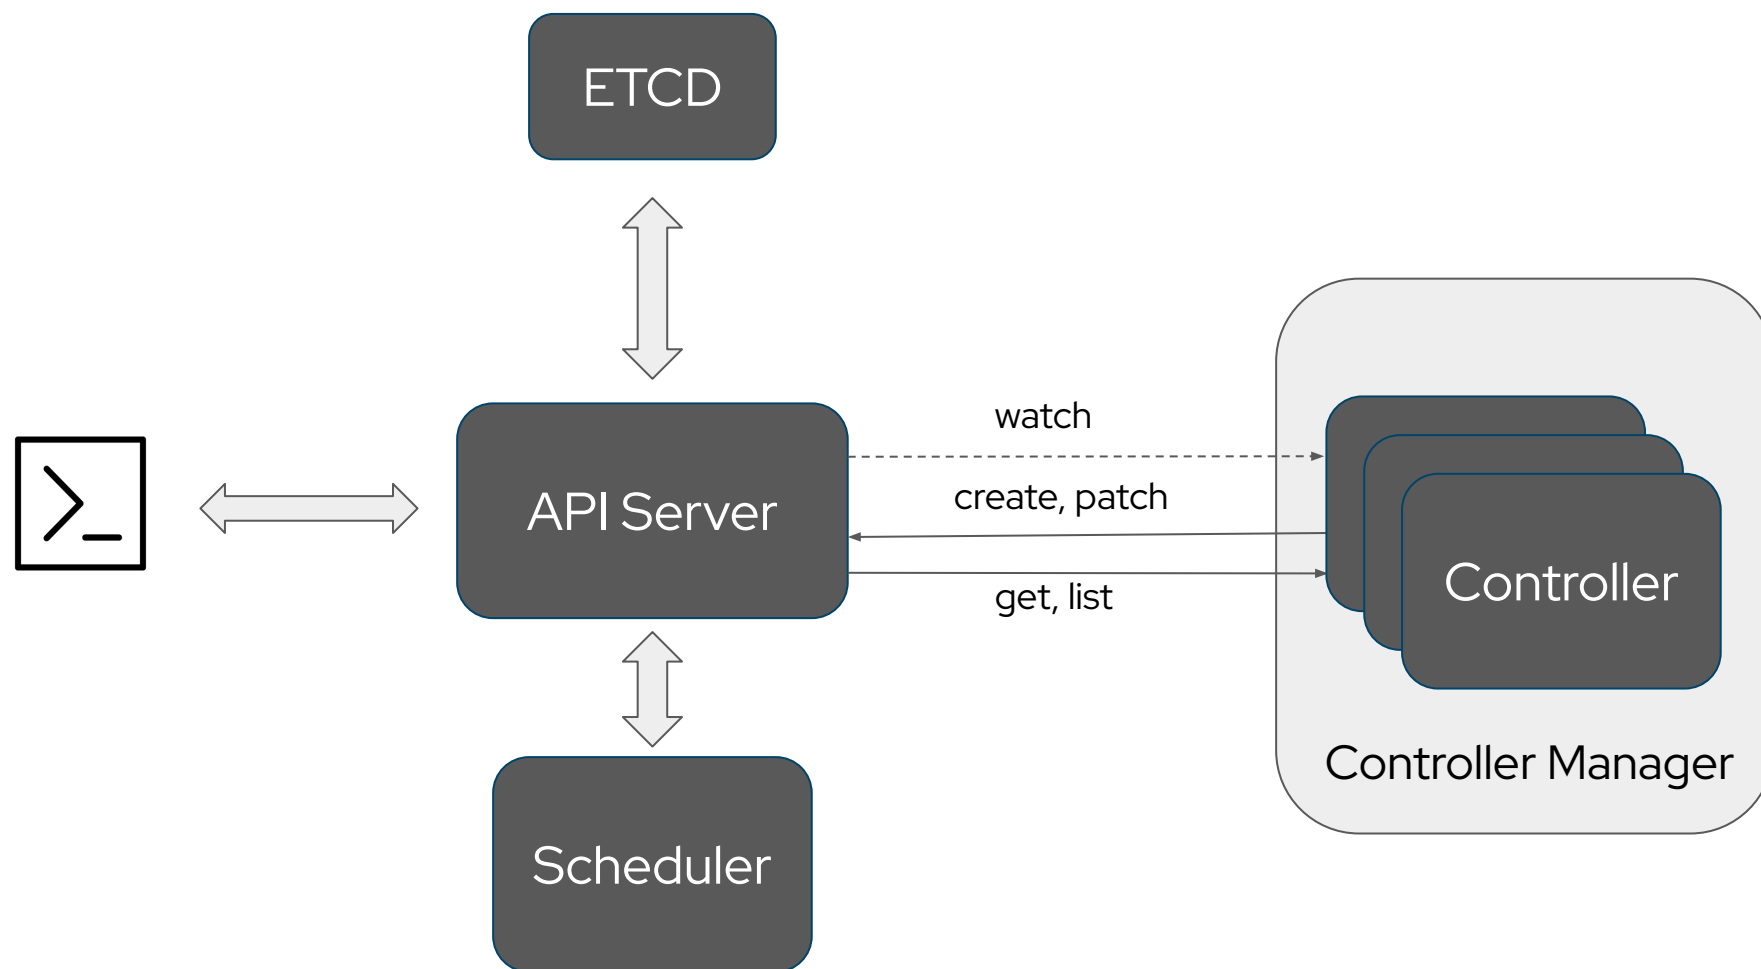 ETCD
watch
create, patch
API Server
get, list
Controller
Controller Manager
Scheduler